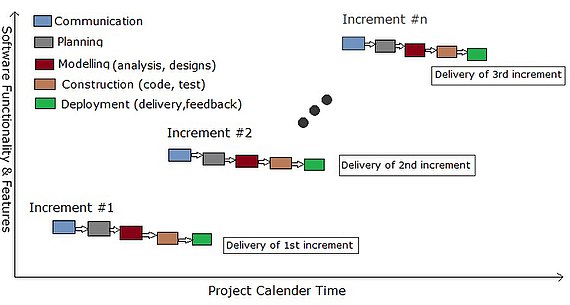 Increment #n
Communication
Planning
Modelling (analysis, designs)
Construction (code, test)
Deployment (delivery,feedback)
Delivery of 3rd increment
Increment #2
Delivery of 2nd increment
Increment #1
Delivery of 1st increment
Software Functionality & Features
Project Calender Time